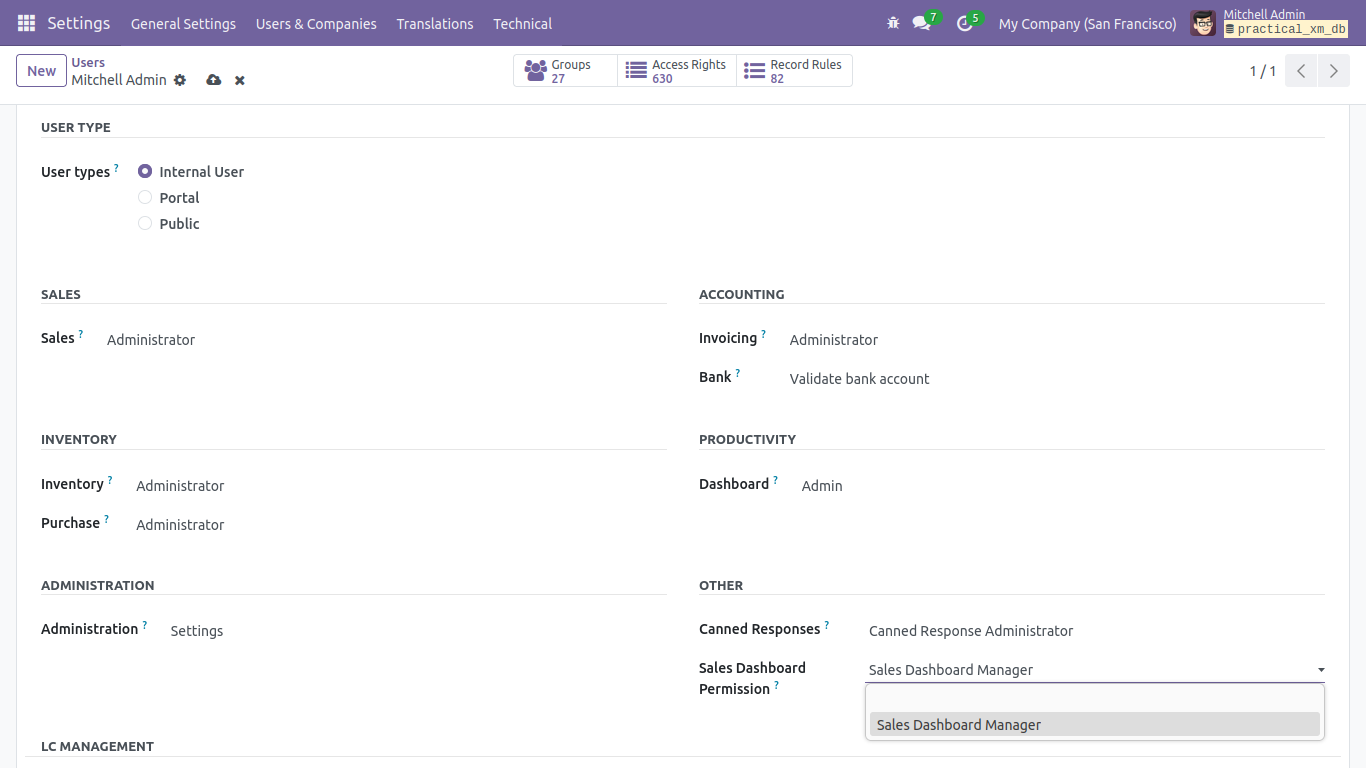 Settings General Settings Users & Companies Translations Technical 7 5 My Company (San Francisco) Mitchell Admin
practical_xm_db
New Users
Mitchell Admin
Groups 27
Access Rights 630
Record Rules 82
1 / 1
USER TYPE
User types ? Internal User
Portal
Public
SALES
Sales ? Administrator
ACCOUNTING
Invoicing ? Administrator
Bank ? Validate bank account
INVENTORY
Inventory ? Administrator
Purchase ? Administrator
PRODUCTIVITY
Dashboard ? Admin
ADMINISTRATION
Administration ? Settings
OTHER
Canned Responses ? Canned Response Administrator
Sales Dashboard Permission ? Sales Dashboard Manager
Sales Dashboard Manager
LC MANAGEMENT